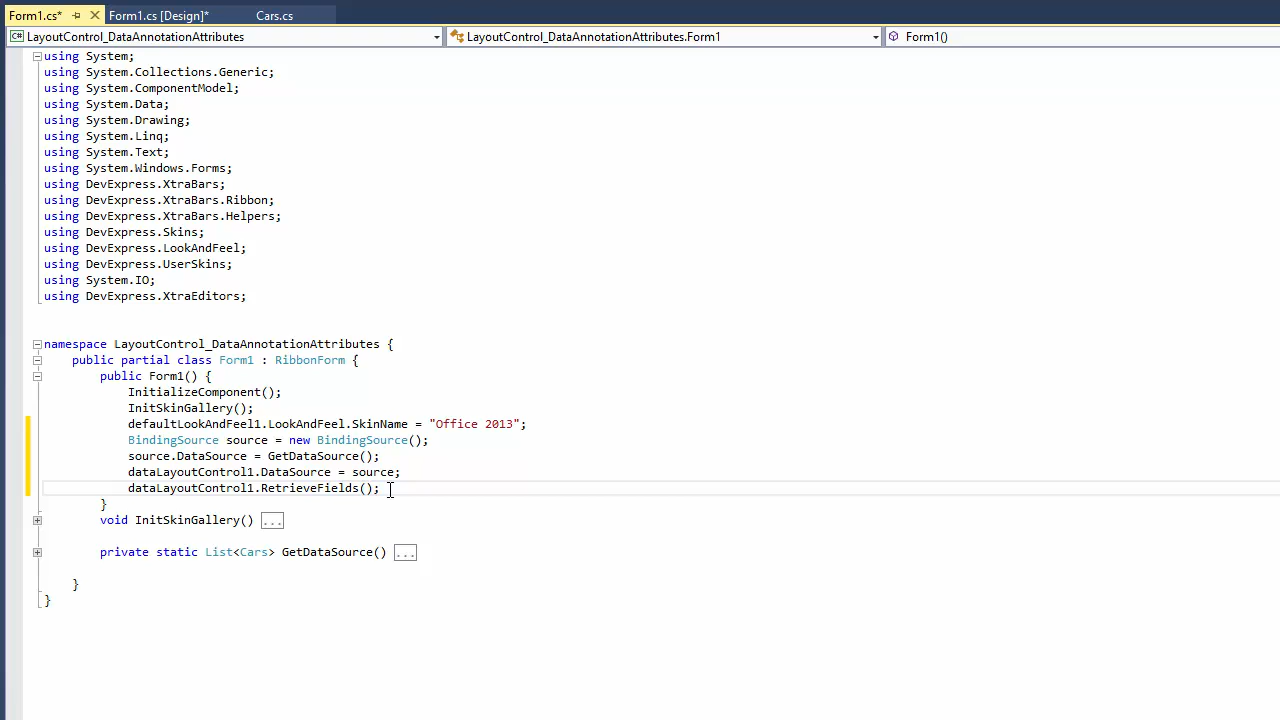 Form1.cs* Form1.cs [Design]* Cars.cs
C# LayoutControl_DataAnnotationAttributes LayoutControl_DataAnnotationAttributes.Form1 Form1()
using System;
using System.Collections.Generic;
using System.ComponentModel;
using System.Data;
using System.Drawing;
using System.Linq;
using System.Text;
using System.Windows.Forms;
using DevExpress.XtraBars;
using DevExpress.XtraBars.Ribbon;
using DevExpress.XtraBars.Helpers;
using DevExpress.Skins;
using DevExpress.LookAndFeel;
using DevExpress.UserSkins;
using System.IO;
using DevExpress.XtraEditors;
namespace LayoutControl_DataAnnotationAttributes {
public partial class Form1 : RibbonForm {
public Form1() {
InitializeComponent();
InitSkinGallery();
defaultLookAndFeel1.LookAndFeel.SkinName = "Office 2013";
BindingSource source = new BindingSource();
source.DataSource = GetDataSource();
dataLayoutControl1.DataSource = source;
dataLayoutControl1.RetrieveFields();
}
void InitSkinGallery() ...
private static List<Cars> GetDataSource() ...
}
}